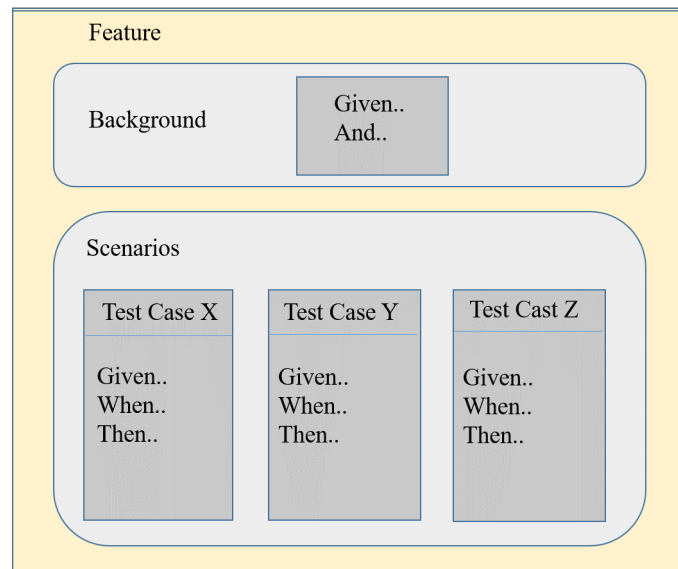 Feature
Background
Given..
And..
Scenarios
Test Case X
Given..
When..
Then..
Test Case Y
Given..
When..
Then..
Test Cast Z
Given..
When..
Then..